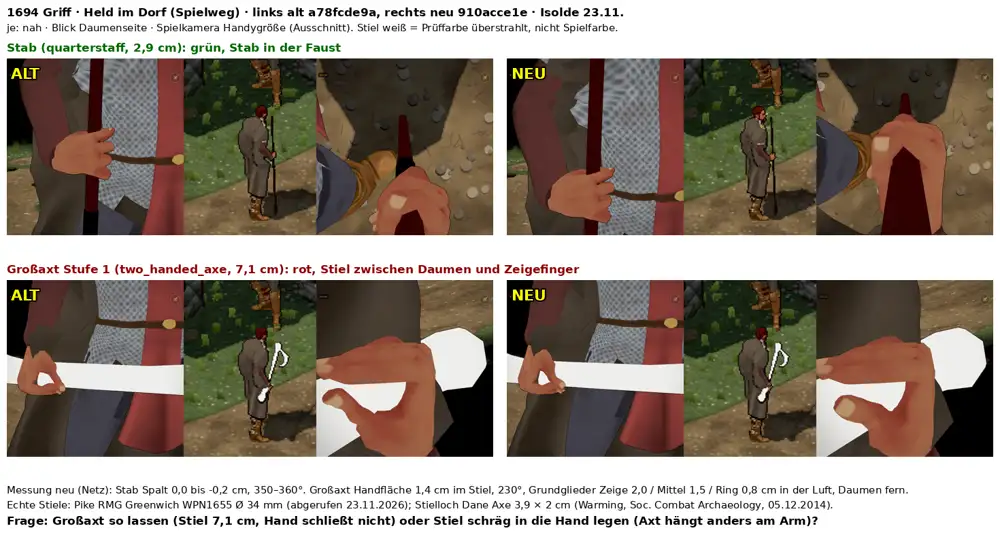 1694 Griff · Held im Dorf (Spielweg) · links alt a78fcde9a, rechts neu 910acce1e · Isolde 23.11.
je: nah · Blick Daumenseite · Spielkamera Handygröße (Ausschnitt). Stiel weiß = Prüffarbe überstrahlt, nicht Spielfarbe.
Stab (quarterstaff, 2,9 cm): grün, Stab in der Faust
ALT
NEU
Großaxt Stufe 1 (two_handed_axe, 7,1 cm): rot, Stiel zwischen Daumen und Zeigefinger
ALT
NEU
Messung neu (Netz): Stab Spalt 0,0 bis -0,2 cm, 350–360°. Großaxt Handfläche 1,4 cm im Stiel, 230°, Grundglieder Zeige 2,0 / Mittel 1,5 / Ring 0,8 cm in der Luft, Daumen fern.
Echte Stiele: Pike RMG Greenwich WPN1655 Ø 34 mm (abgerufen 23.11.2026); Stielloch Dane Axe 3,9 × 2 cm (Warming, Soc. Combat Archaeology, 05.12.2014).
Frage: Großaxt so lassen (Stiel 7,1 cm, Hand schließt nicht) oder Stiel schräg in die Hand legen (Axt hängt anders am Arm)?